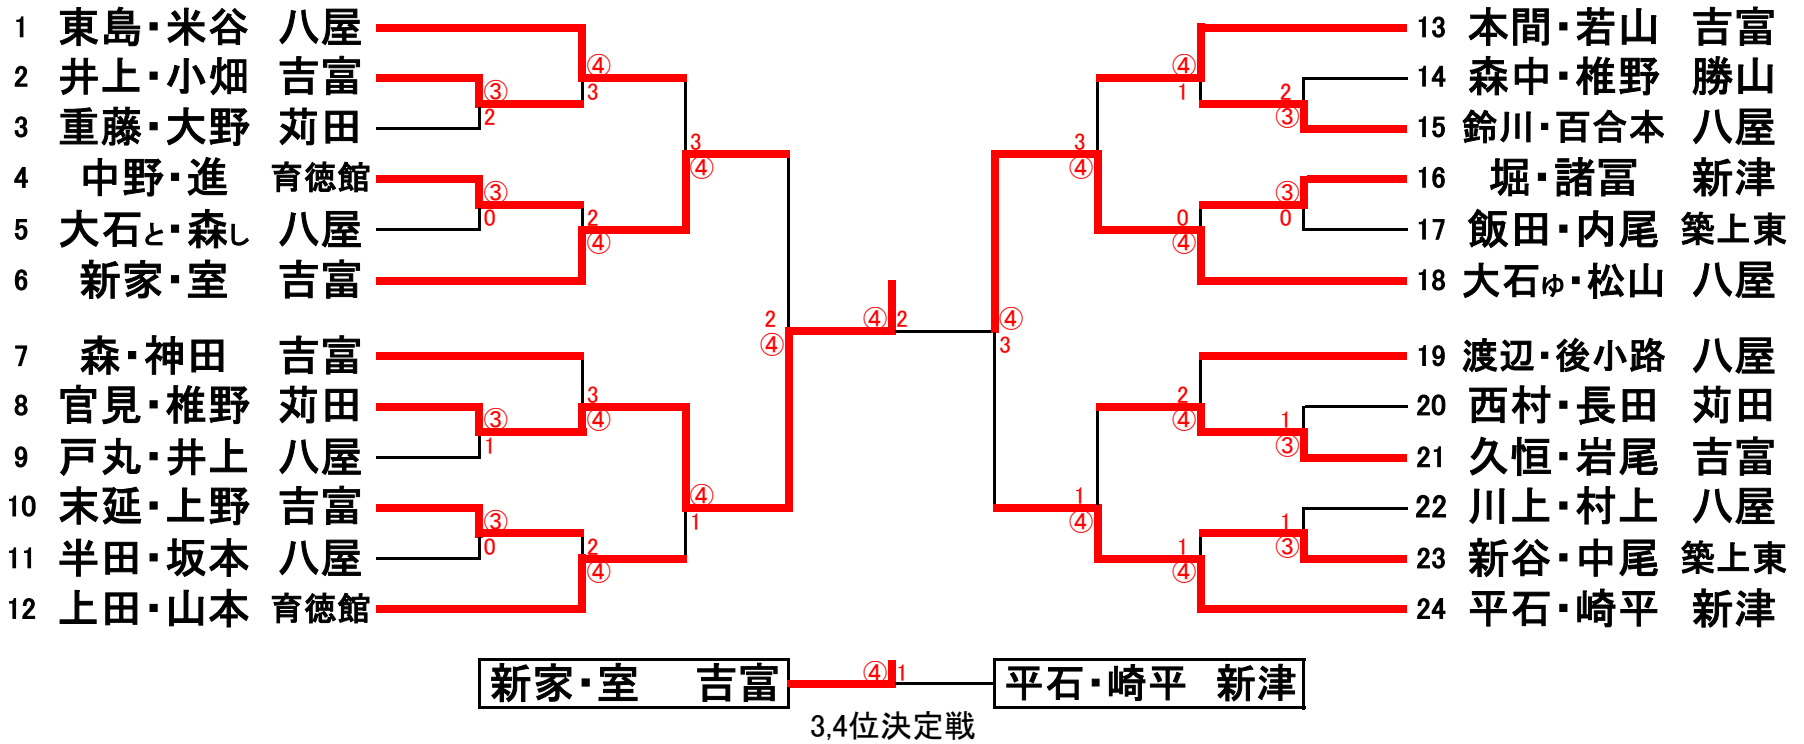 1 東島・米谷 八屋
2 井上・小畑 吉富
3 重藤・大野 苅田
4 中野・進 育徳館
5 大石と・森し 八屋
6 新家・室 吉富
7 森・神田 吉富
8 官見・椎野 苅田
9 戸丸・井上 八屋
10 末延・上野 吉富
11 半田・坂本 八屋
12 上田・山本 育徳館
③
2
④
3
③
0
2
④
3
④
③
1
3
④
③
0
2
④
④
1
2
④
④ 2
④
3
3
④
④
1
2
③
③
0
0
④
1
④
2
④
1
③
1
③
1
④
13 本間・若山 吉富
14 森中・椎野 勝山
15 鈴川・百合本 八屋
16 堀・諸冨 新津
17 飯田・内尾 築上東
18 大石ゅ・松山 八屋
19 渡辺・後小路 八屋
20 西村・長田 苅田
21 久恒・岩尾 吉富
22 川上・村上 八屋
23 新谷・中尾 築上東
24 平石・崎平 新津
新家・室 吉富 ④ 1 平石・崎平 新津
3,4位決定戦